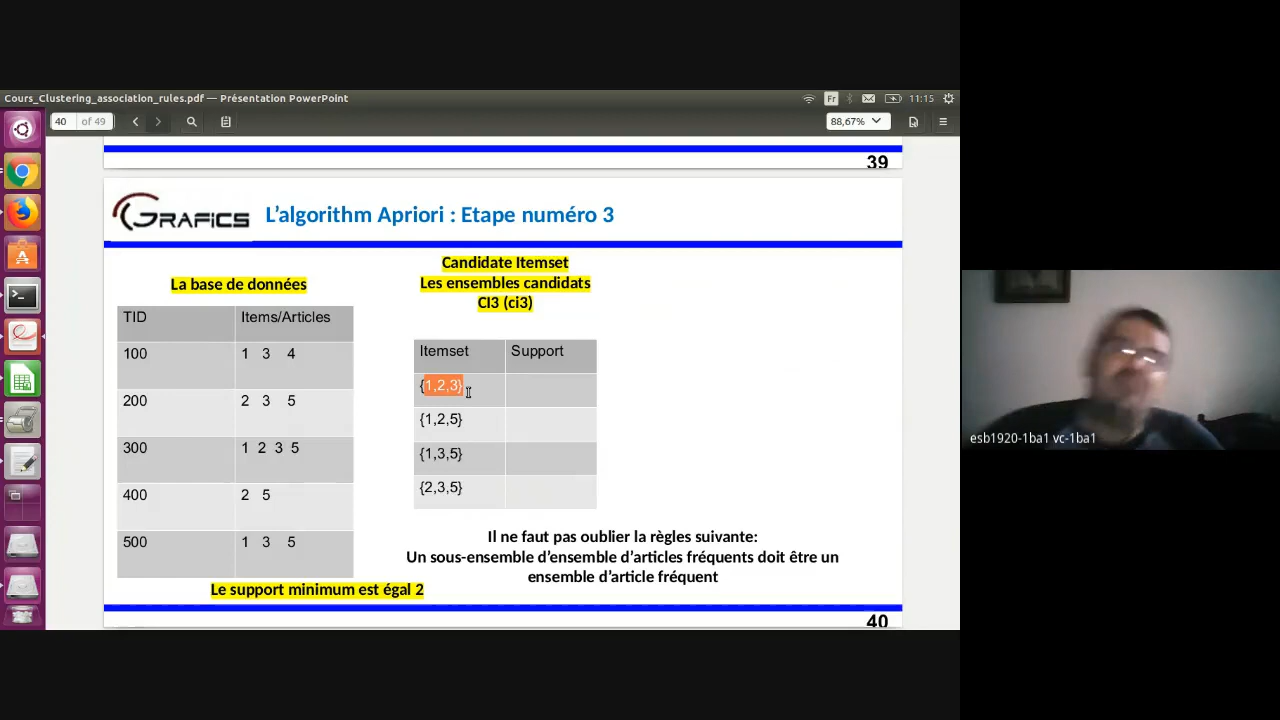 Cours_Clustering_association_rules.pdf — Présentation PowerPoint
Fr
11:15
40 of 49
88,67%
39
GRAFICS
L'algorithm Apriori : Etape numéro 3
La base de données
TID Items/Articles
100 1 3 4
200 2 3 5
300 1 2 3 5
400 2 5
500 1 3 5
Le support minimum est égal 2
Candidate Itemset
Les ensembles candidats
CI3 (ci3)
Itemset Support
{1,2,3}
{1,2,5}
{1,3,5}
{2,3,5}
Il ne faut pas oublier la règles suivante:
Un sous-ensemble d'ensemble d'articles fréquents doit être un
ensemble d'article fréquent
40
esb1920-1ba1 vc-1ba1